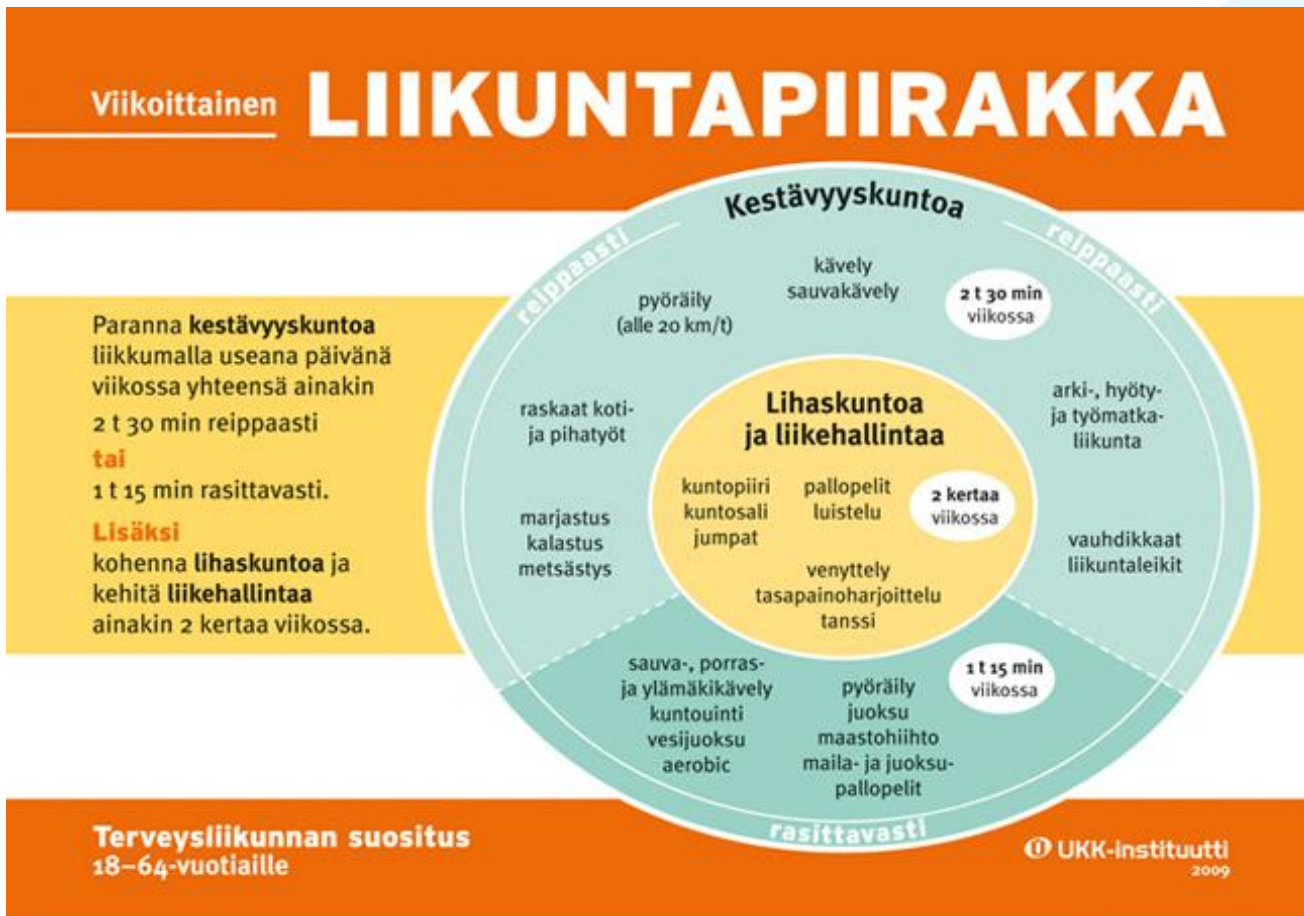 Viikoittainen LIIKUNTAPIIRAKKA
Paranna kestävyyskuntoa
liikkumalla useana päivänä
viikossa yhteensä ainakin
2 t 30 min reippaasti
tai
1 t 15 min rasittavasti.
Lisäksi
kohenna lihaskuntoa ja
kehitä liikehallintaa
ainakin 2 kertaa viikossa.
Kestävyyskuntoa
reippaasti
reippaasti
kävely
sauvakävely
2 t 30 min
viikossa
pyöräily
(alle 20 km/t)
raskaat koti-
ja pihatyöt
arki-, hyöty-
ja työmatka-
liikunta
marjastus
kalastus
metsästys
vauhdikkaat
liikuntaleikit
Lihaskuntoa
ja liikehallintaa
kuntopiiri
kuntosali
jumpat
pallopelit
luistelu
2 kertaa
viikossa
venyttely
tasapainoharjoittelu
tanssi
sauva-, porras-
ja ylämäkikävely
kuntouinti
vesijuoksu
aerobic
pyöräily
juoksu
maastohiihto
maila- ja juoksu-
pallopelit
1 t 15 min
viikossa
rasittavasti
Terveysliikunnan suositus
18–64-vuotiaille
UKK-instituutti
2009